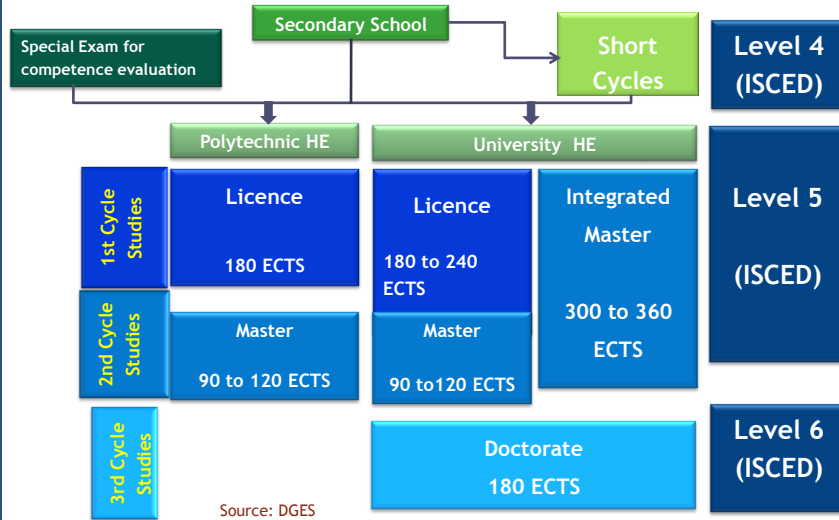 Secondary School
Special Exam for
competence evaluation
Short
Cycles
Level 4
(ISCED)
Polytechnic HE
University HE
1st Cycle
Studies
Licence
180 ECTS
Licence
180 to 240
ECTS
Integrated
Master
300 to 360
ECTS
Level 5
(ISCED)
2nd Cycle
Studies
Master
90 to 120 ECTS
Master
90 to120 ECTS
3rd Cycle
Studies
Doctorate
180 ECTS
Level 6
(ISCED)
Source: DGES